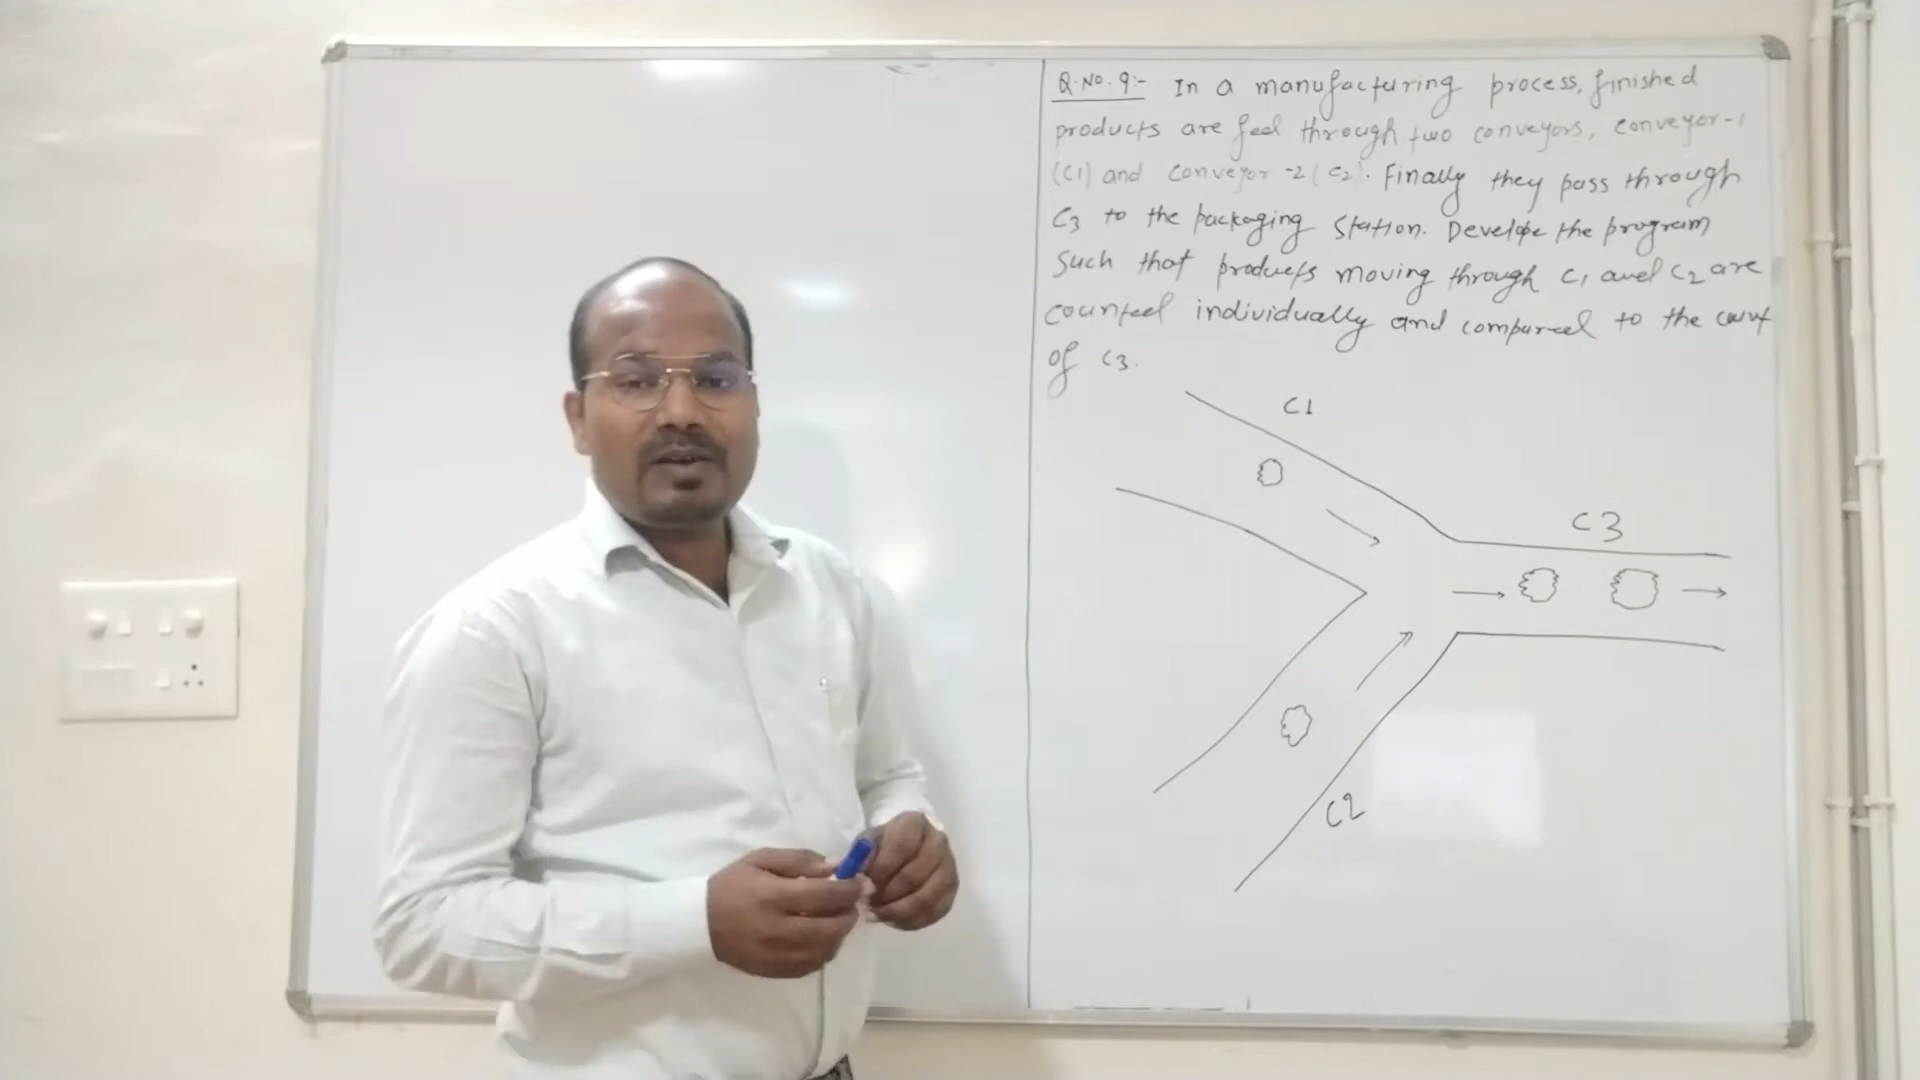 Q.No.9:- In a manufacturing process, finished
products are feed through two conveyors, conveyor-1
(C1) and conveyor-2 (C2). Finally they pass through
C3 to the packaging station. Develope the program
such that products moving through C1 and C2 are
counted individually and compared to the count
of C3.
C1
C3
C2